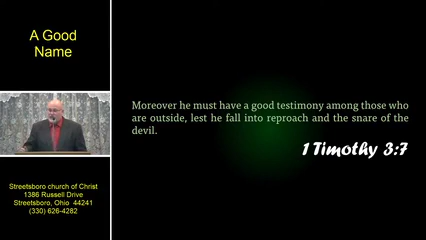 A Good
Name
Moreover he must have a good testimony among those who
are outside, lest he fall into reproach and the snare of the
devil.
1 Timothy 3:7
Streetsboro church of Christ
1386 Russell Drive
Streetsboro, Ohio 44241
(330) 626-4282